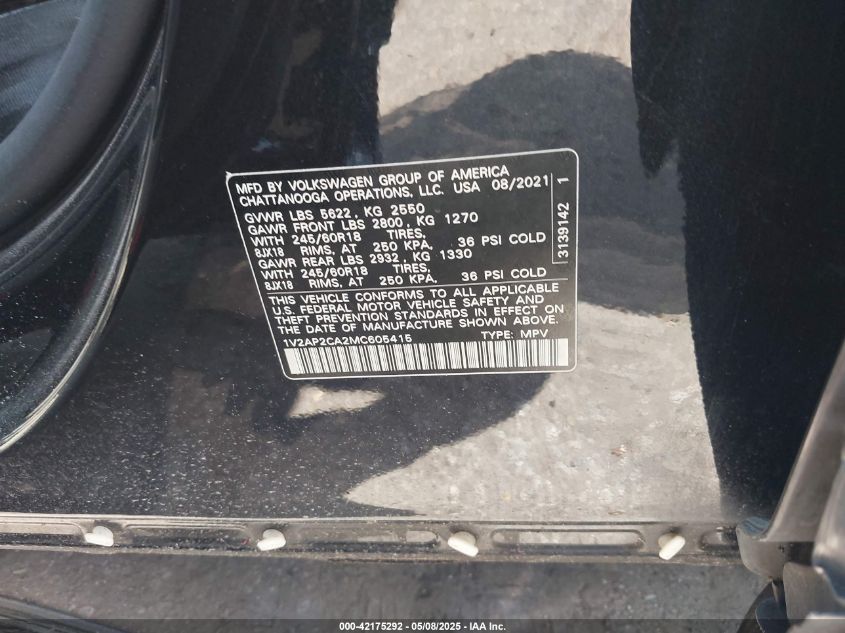 MFD BY VOLKSWAGEN GROUP OF AMERICA
CHATTANOOGA OPERATIONS, LLC. USA 08/2021
GVWR LBS 5622, KG 2550
GAWR FRONT LBS 2800, KG 1270
WITH 245/60R18 TIRES,
8JX18 RIMS, AT 250 KPA, 36 PSI COLD
GAWR REAR LBS 2932, KG 1330
WITH 245/60R18 TIRES,
8JX18 RIMS, AT 250 KPA, 36 PSI COLD
THIS VEHICLE CONFORMS TO ALL APPLICABLE
U.S. FEDERAL MOTOR VEHICLE SAFETY AND
THEFT PREVENTION STANDARDS IN EFFECT ON
THE DATE OF MANUFACTURE SHOWN ABOVE.
1V2AP2CA2MC605415 TYPE: MPV
3139142 1
000-42175292 - 05/08/2025 - IAA Inc.